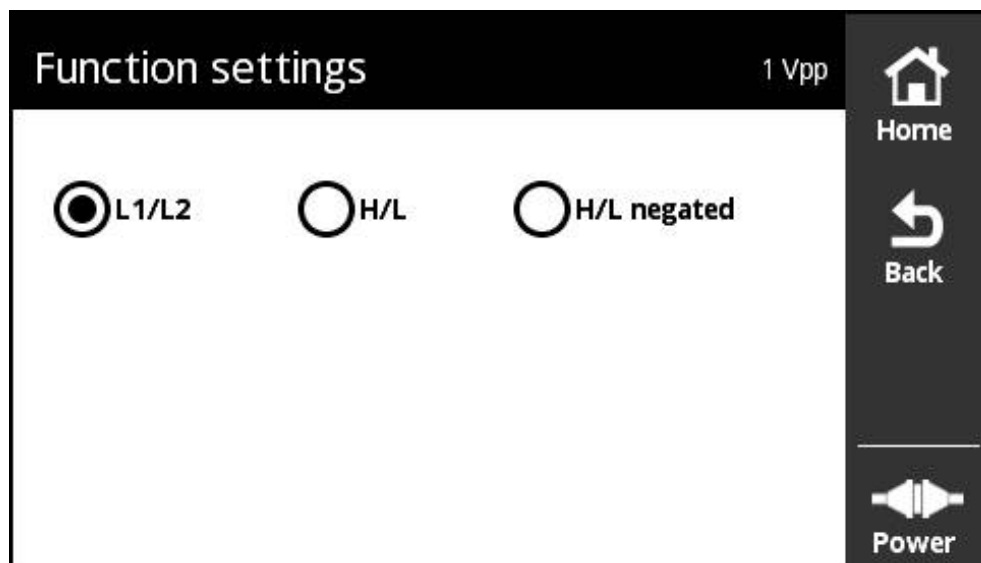 Function settings
1 Vpp
Home
L1/L2
H/L
H/L negated
Back
Power